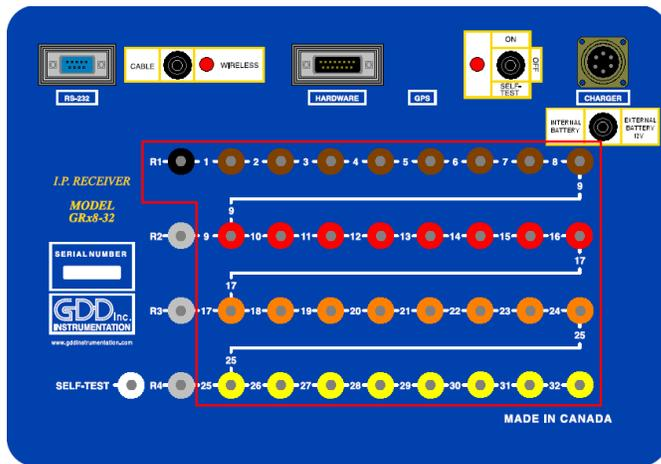 ON
CABLE
WIRELESS
OFF
SELF-
TEST
RS-232
HARDWARE
GPS
CHARGER
INTERNAL
BATTERY
EXTERNAL
BATTERY
12V
R1 1 2 3 4 5 6 7 8
9
I.P. RECEIVER
MODEL
GRx8-32
9
R2 9 10 11 12 13 14 15 16
17
SERIAL NUMBER
17
GDD Inc.
INSTRUMENTATION
R3 17 18 19 20 21 22 23 24
25
www.gddinstrumentation.com
25
SELF-TEST R4 25 26 27 28 29 30 31 32
MADE IN CANADA